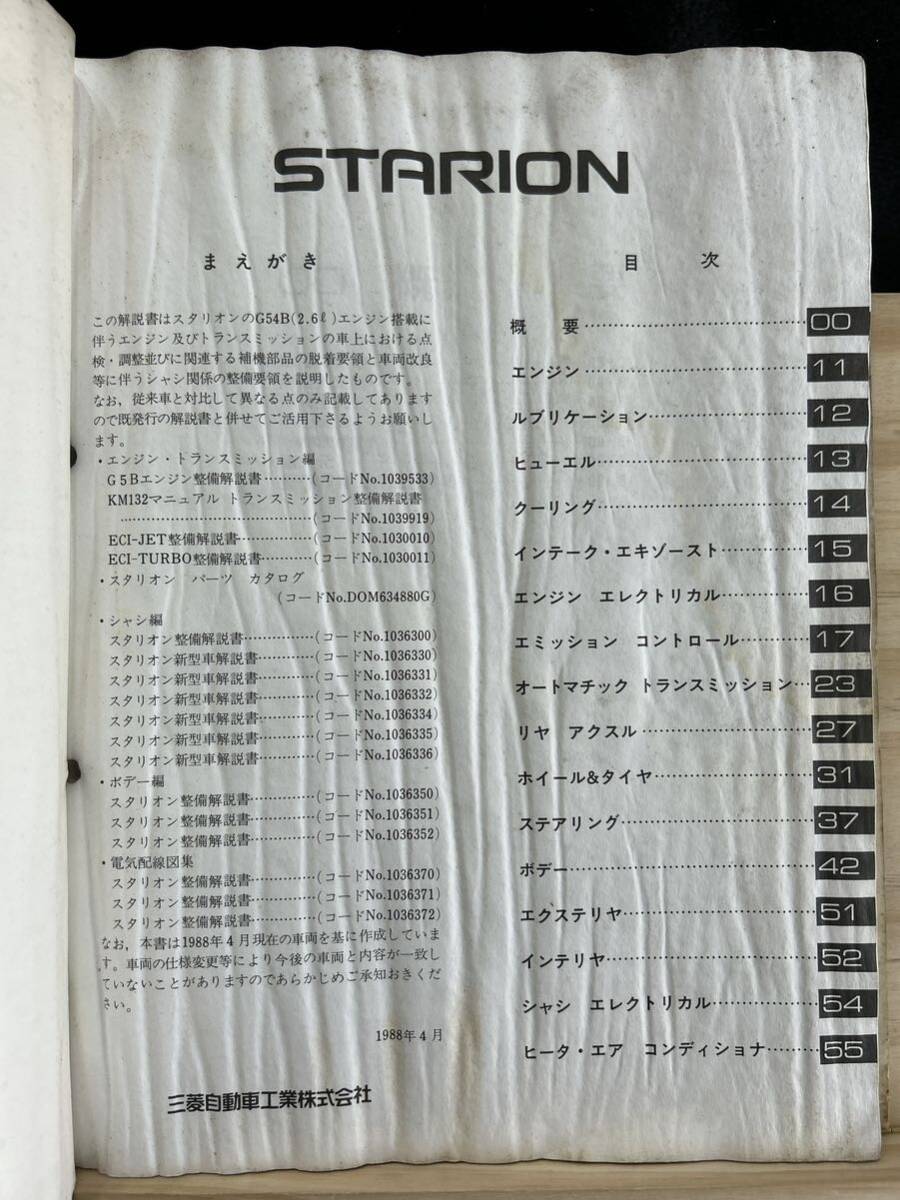 STARION
まえがき
この解説書はスタリオンのG54B(2.6ℓ)エンジン搭載に
伴うエンジン及びトランスミッションの車上における点
検・調整並びに関連する補機部品の脱着要領と車両改良
等に伴うシャシ関係の整備要領を説明したものです。
なお，従来車と対比して異なる点のみ記載してあります
ので既発行の解説書と併せてご活用下さるようお願いし
ます。
・エンジン・トランスミッション編
G5Bエンジン整備解説書…………(コードNo.1039533)
KM132マニュアル トランスミッション整備解説書
……………………………………(コードNo.1039919)
ECI-JET整備解説書……………(コードNo.1030010)
ECI-TURBO整備解説書…………(コードNo.1030011)
・スタリオン パーツ カタログ
(コードNo.DOM634880G)
・シャシ編
スタリオン整備解説書……………(コードNo.1036300)
スタリオン新型車解説書…………(コードNo.1036330)
スタリオン新型車解説書…………(コードNo.1036331)
スタリオン新型車解説書…………(コードNo.1036332)
スタリオン新型車解説書…………(コードNo.1036334)
スタリオン新型車解説書…………(コードNo.1036335)
スタリオン新型車解説書…………(コードNo.1036336)
・ボデー編
スタリオン整備解説書……………(コードNo.1036350)
スタリオン整備解説書……………(コードNo.1036351)
スタリオン整備解説書……………(コードNo.1036352)
・電気配線図集
スタリオン整備解説書……………(コードNo.1036370)
スタリオン整備解説書……………(コードNo.1036371)
スタリオン整備解説書……………(コードNo.1036372)
なお，本書は1988年4月現在の車両を基に作成していま
す。車両の仕様変更等により今後の車両と内容が一致し
ていないことがありますのであらかじめご承知おきくだ
さい。
1988年4月
三菱自動車工業株式会社
目次
概要……………………………00
エンジン…………………………11
ルブリケーション…………………12
ヒューエル………………………13
クーリング………………………14
インテーク・エキゾースト…………15
エンジン エレクトリカル…………16
エミッション コントロール………17
オートマチック トランスミッション…23
リヤ アクスル……………………27
ホイール&タイヤ…………………31
ステアリング……………………37
ボデー……………………………42
エクステリヤ……………………51
インテリヤ………………………52
シャシ エレクトリカル……………54
ヒータ・エア コンディショナ………55